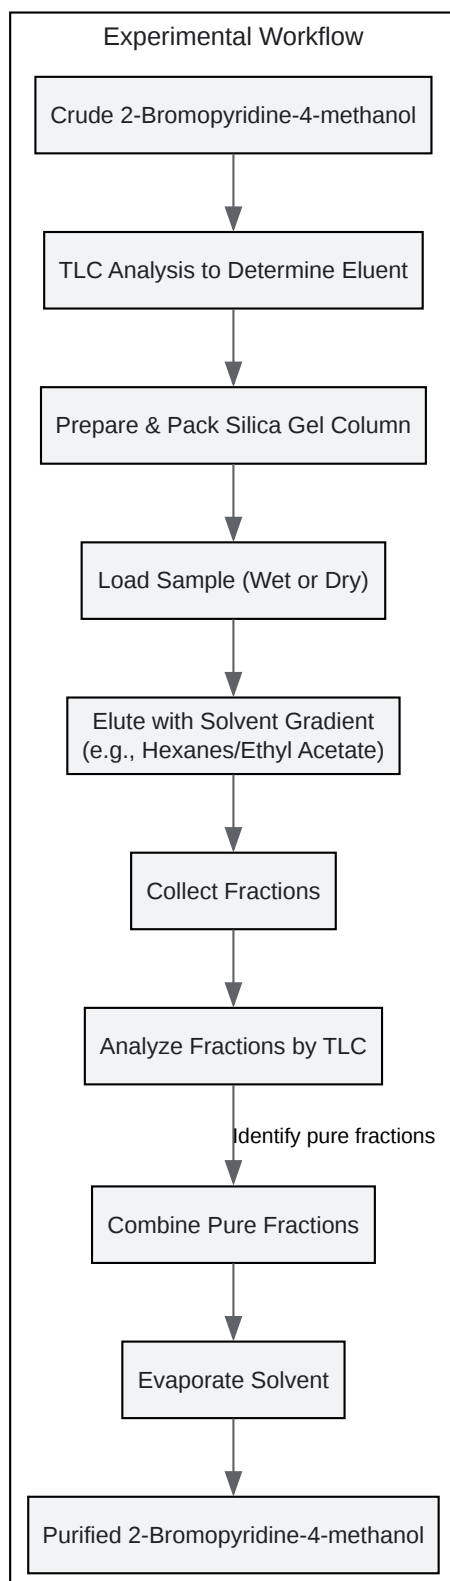 Experimental Workflow
Crude 2-Bromopyridine-4-methanol
TLC Analysis to Determine Eluent
Prepare & Pack Silica Gel Column
Load Sample (Wet or Dry)
Elute with Solvent Gradient
(e.g., Hexanes/Ethyl Acetate)
Collect Fractions
Analyze Fractions by TLC
Identify pure fractions
Combine Pure Fractions
Evaporate Solvent
Purified 2-Bromopyridine-4-methanol